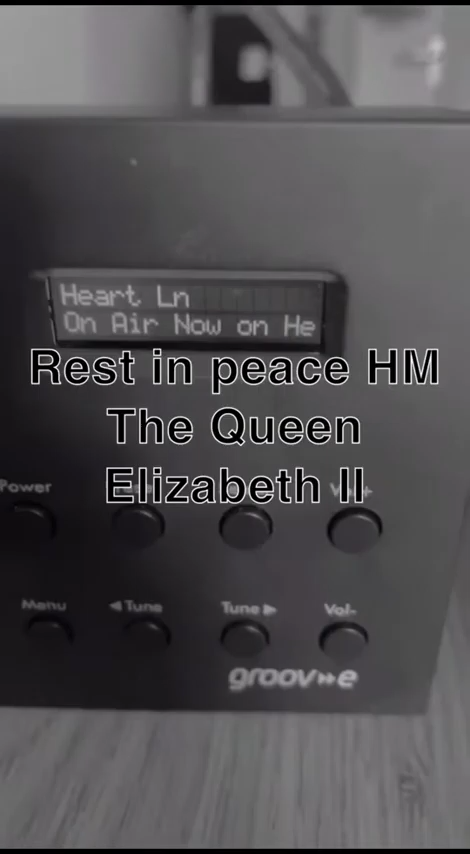 Heart Ln
On Air Now on He
Rest in peace HM
The Queen
Elizabeth II
Power
Menu
◀Tune
Tune▶
Vol-
groov»e